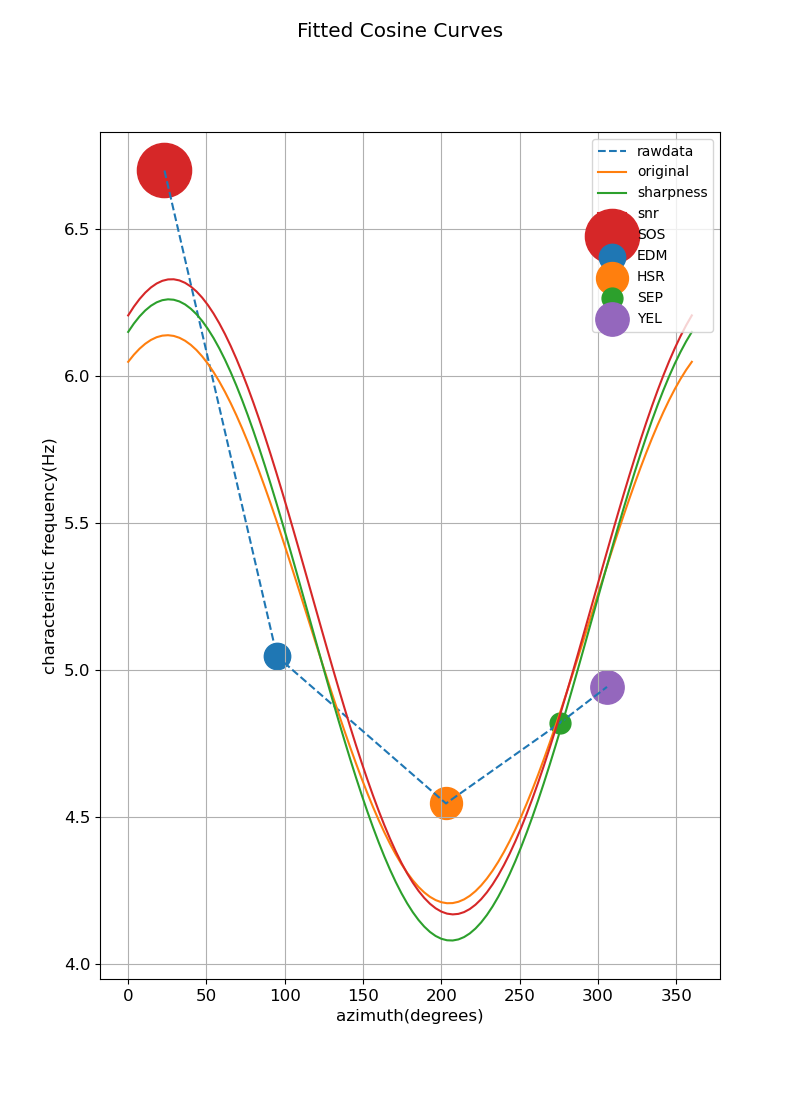 Fitted Cosine Curves
rawdata
original
sharpness
snr
SOS
EDM
HSR
SEP
YEL
characteristic frequency(Hz)
6.5
6.0
5.5
5.0
4.5
4.0
0 50 100 150 200 250 300 350
azimuth(degrees)